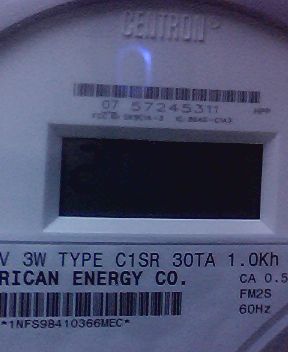 CENTRON®
07 57245311
V 3W TYPE C1SR 30TA 1.0Kh
RICAN ENERGY CO.
CA 0.5
FM2S
*1NFS98410366MEC*
60Hz